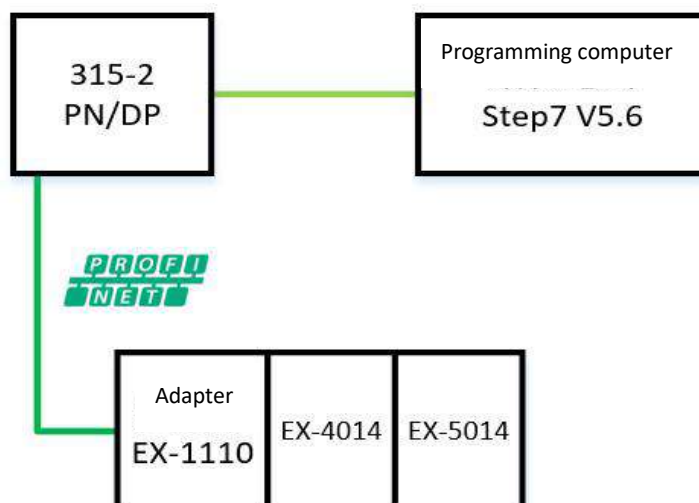 315-2
PN/DP
Programming computer
Step7 V5.6
PROFI
NET
Adapter
EX-1110
EX-4014
EX-5014